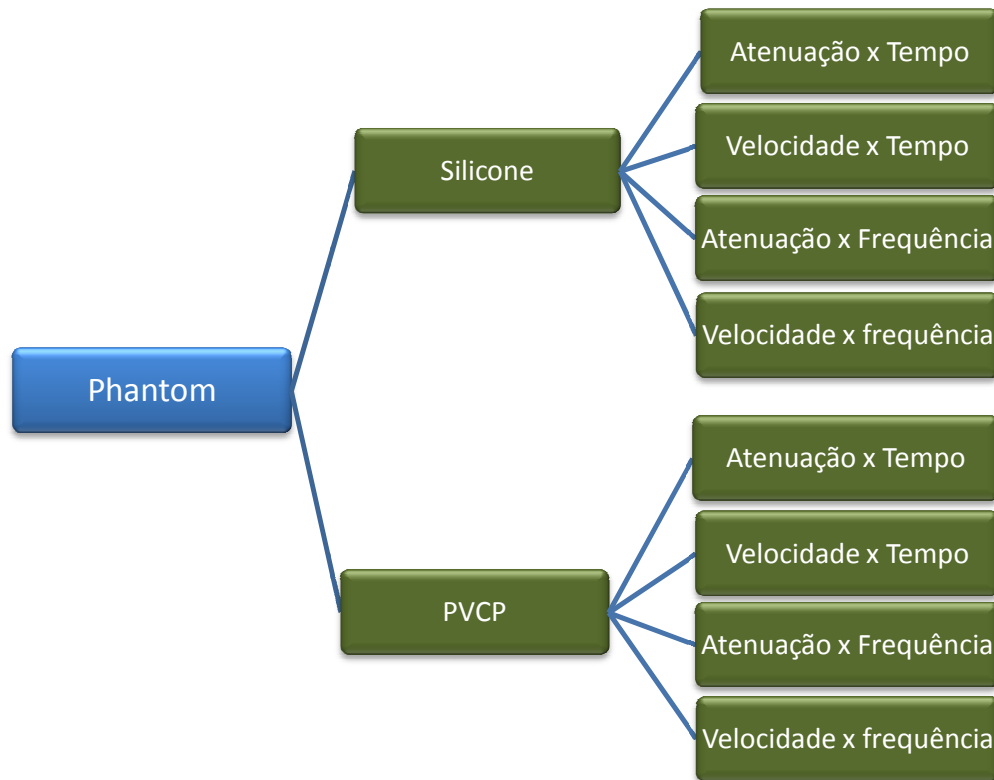 Phantom
Silicone
Atenuação x Tempo
Velocidade x Tempo
Atenuação x Frequência
Velocidade x frequência
PVCP
Atenuação x Tempo
Velocidade x Tempo
Atenuação x Frequência
Velocidade x frequência